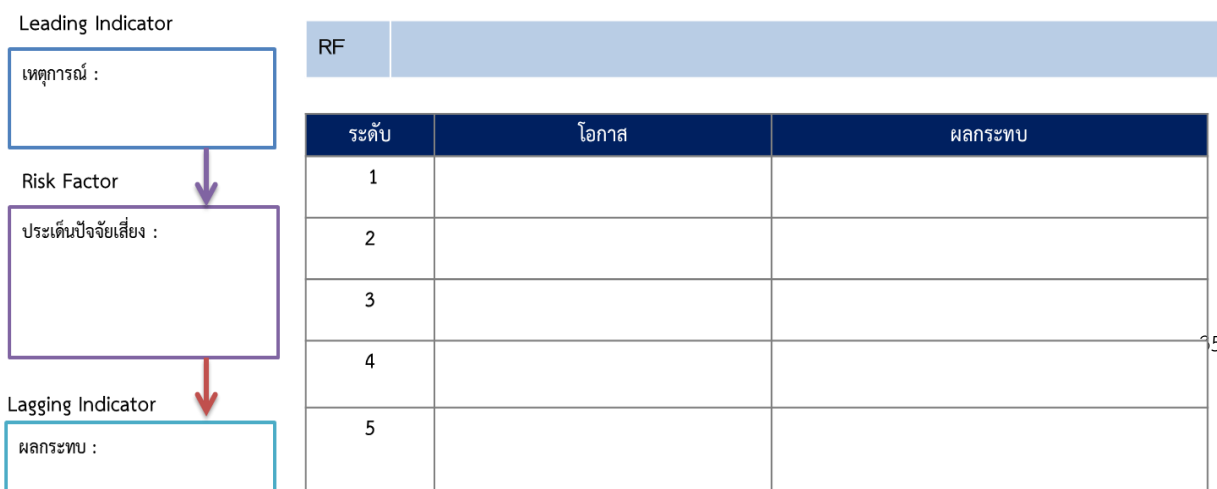 Leading Indicator
เหตุการณ์ :
Risk Factor
ประเด็นปัจจัยเสี่ยง :
Lagging Indicator
ผลกระทบ :
RF
ระดับ โอกาส ผลกระทบ
1
2
3
4
5
35